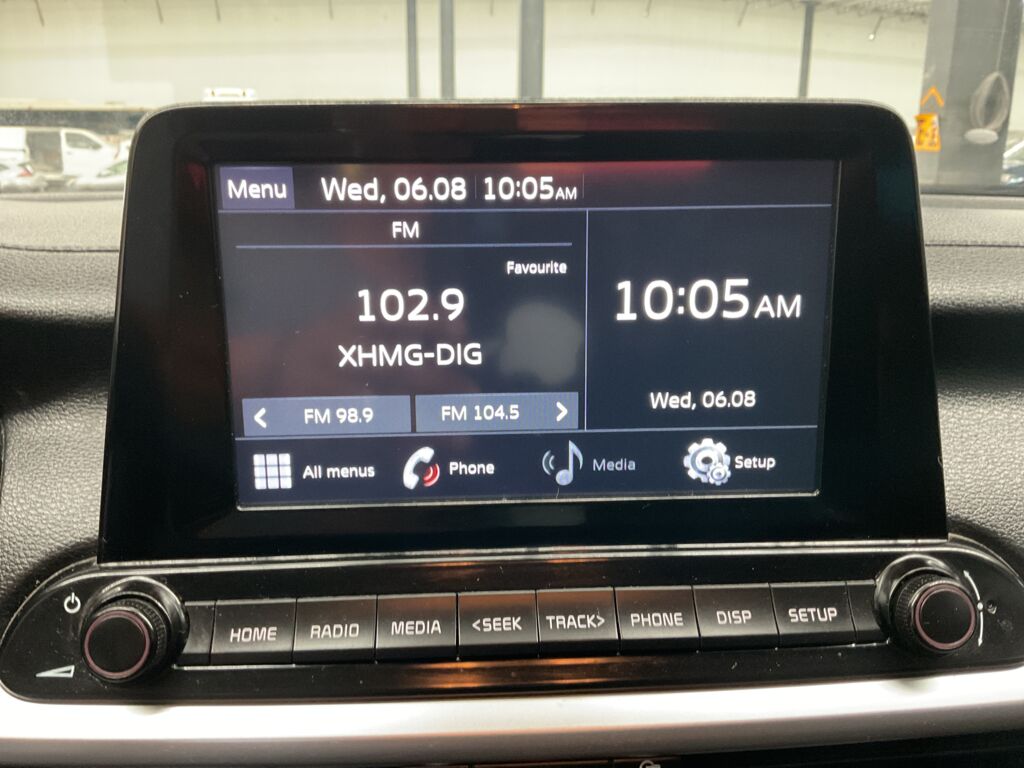 Menu Wed, 06.08 10:05AM
FM
Favourite
102.9
XHMG-DIG
FM 98.9 FM 104.5
10:05AM
Wed, 06.08
All menus Phone Media Setup
HOME RADIO MEDIA <SEEK TRACK> PHONE DISP SETUP